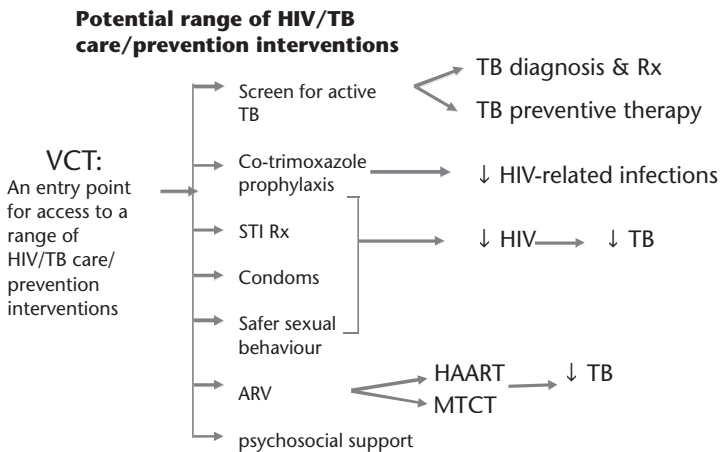 Potential range of HIV/TB
care/prevention interventions
VCT:
An entry point
for access to a
range of
HIV/TB care/
prevention
interventions
Screen for active
TB
TB diagnosis & Rx
TB preventive therapy
Co-trimoxazole
prophylaxis
↓ HIV-related infections
STI Rx
Condoms
Safer sexual
behaviour
↓ HIV
↓ TB
ARV
HAART
MTCT
↓ TB
psychosocial support